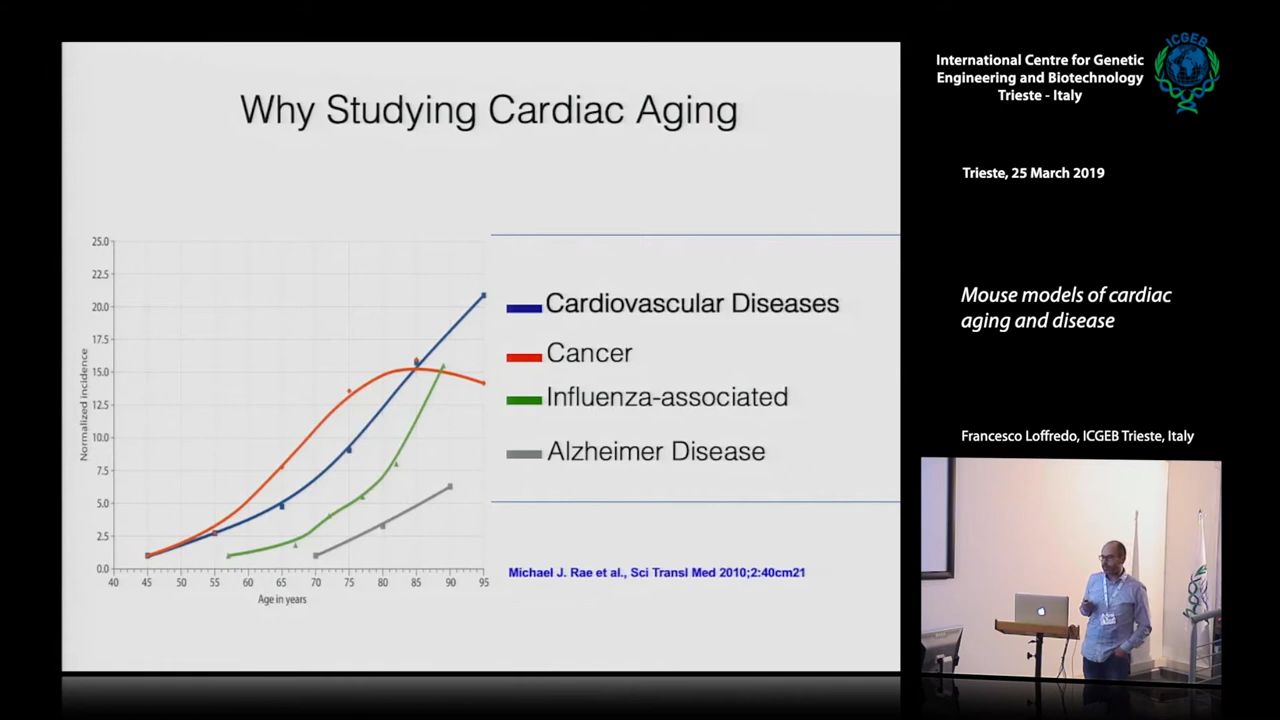 Why Studying Cardiac Aging
25.0
22.5
20.0
17.5
15.0
12.5
10.0
7.5
5.0
2.5
0.0
Normalized incidence
40 45 50 55 60 65 70 75 80 85 90 95
Age in years
Cardiovascular Diseases
Cancer
Influenza-associated
Alzheimer Disease
Michael J. Rae et al., Sci Transl Med 2010;2:40cm21
International Centre for Genetic
Engineering and Biotechnology
Trieste - Italy
ICGEB
Trieste, 25 March 2019
Mouse models of cardiac
aging and disease
Francesco Loffredo, ICGEB Trieste, Italy